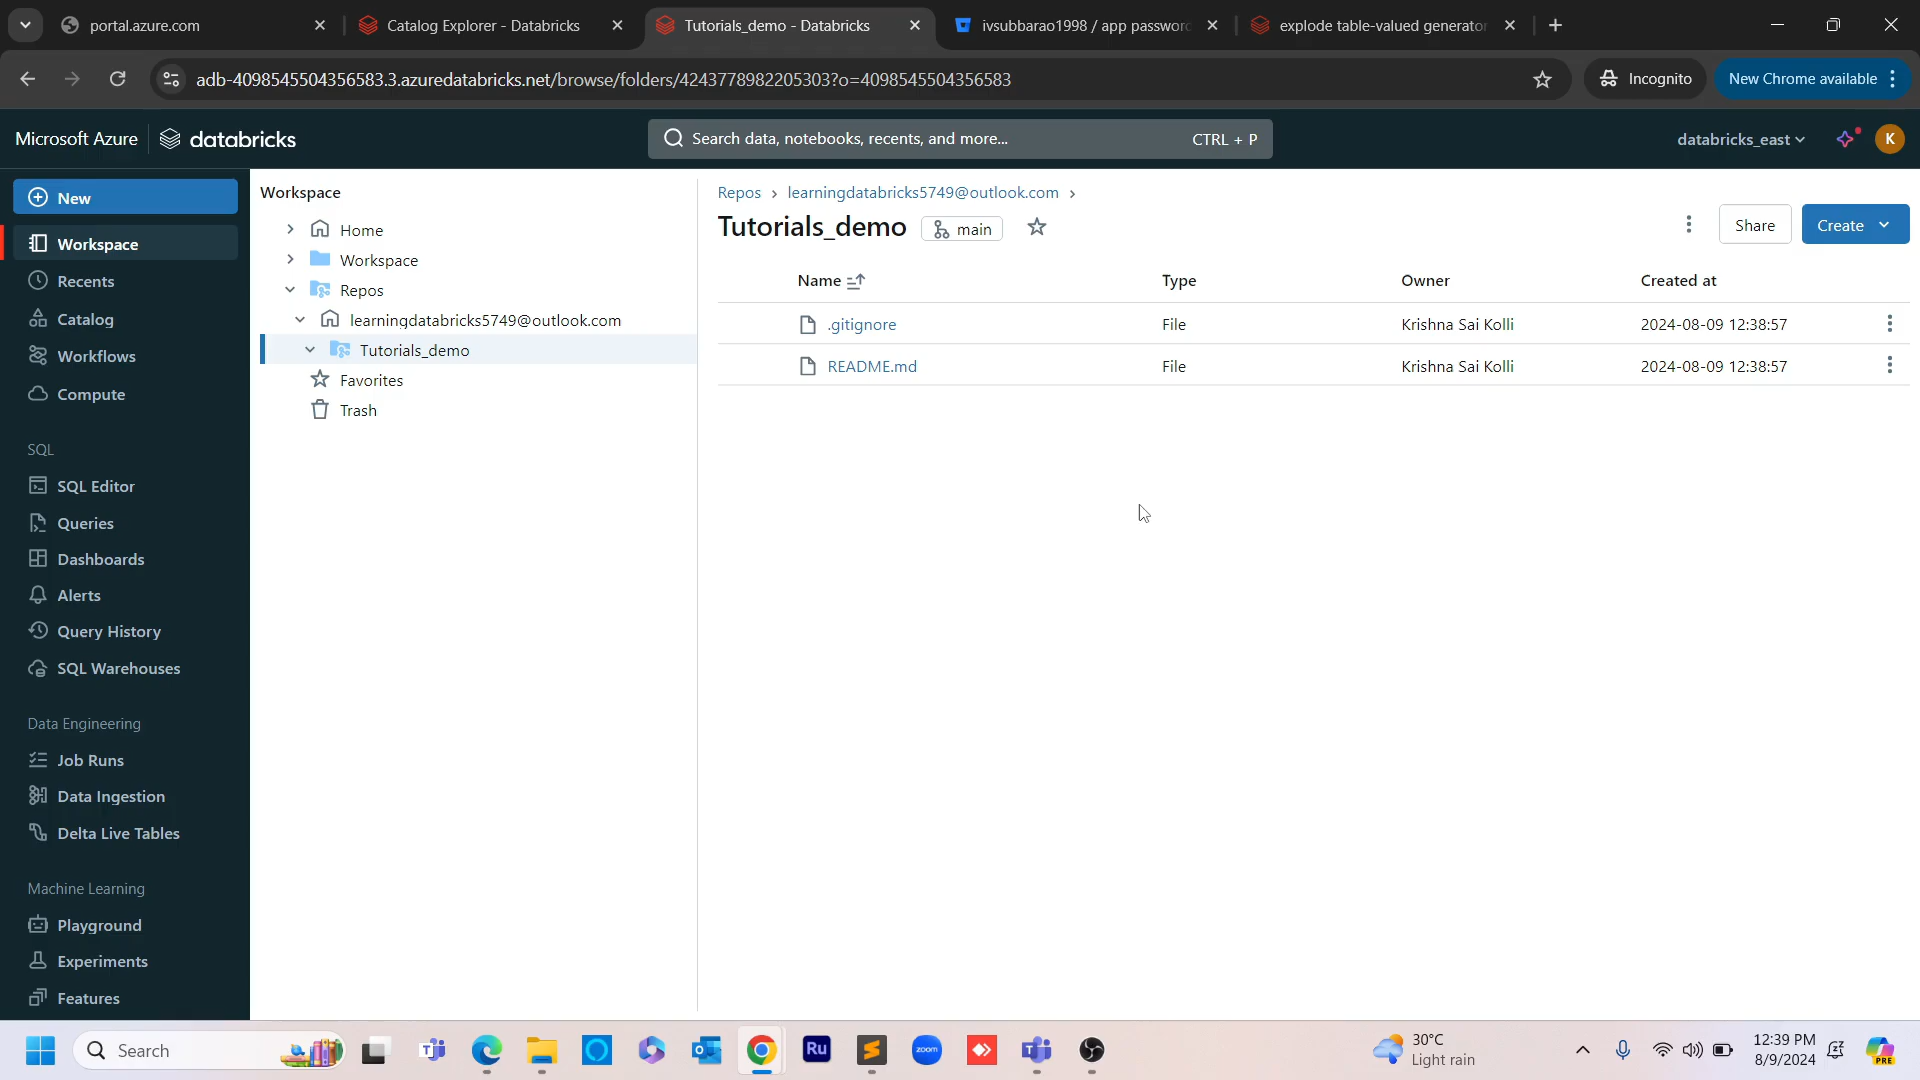 portal.azure.com
Catalog Explorer - Databricks
Tutorials_demo - Databricks
ivsubbarao1998 / app password
explode table-valued generator
adb-4098545504356583.3.azuredatabricks.net/browse/folders/4243778982205303?o=4098545504356583
Incognito
New Chrome available
Microsoft Azure
databricks
Search data, notebooks, recents, and more...
CTRL + P
databricks_east
K
New
Workspace
Recents
Catalog
Workflows
Compute
SQL
SQL Editor
Queries
Dashboards
Alerts
Query History
SQL Warehouses
Data Engineering
Job Runs
Data Ingestion
Delta Live Tables
Machine Learning
Playground
Experiments
Features
Workspace
Home
Workspace
Repos
learningdatabricks5749@outlook.com
Tutorials_demo
Favorites
Trash
Repos > learningdatabricks5749@outlook.com >
Tutorials_demo
main
Share
Create
Name Type Owner Created at
.gitignore File Krishna Sai Kolli 2024-08-09 12:38:57
README.md File Krishna Sai Kolli 2024-08-09 12:38:57
Search
Ru
zoom
30°C
Light rain
12:39 PM
8/9/2024
PRE